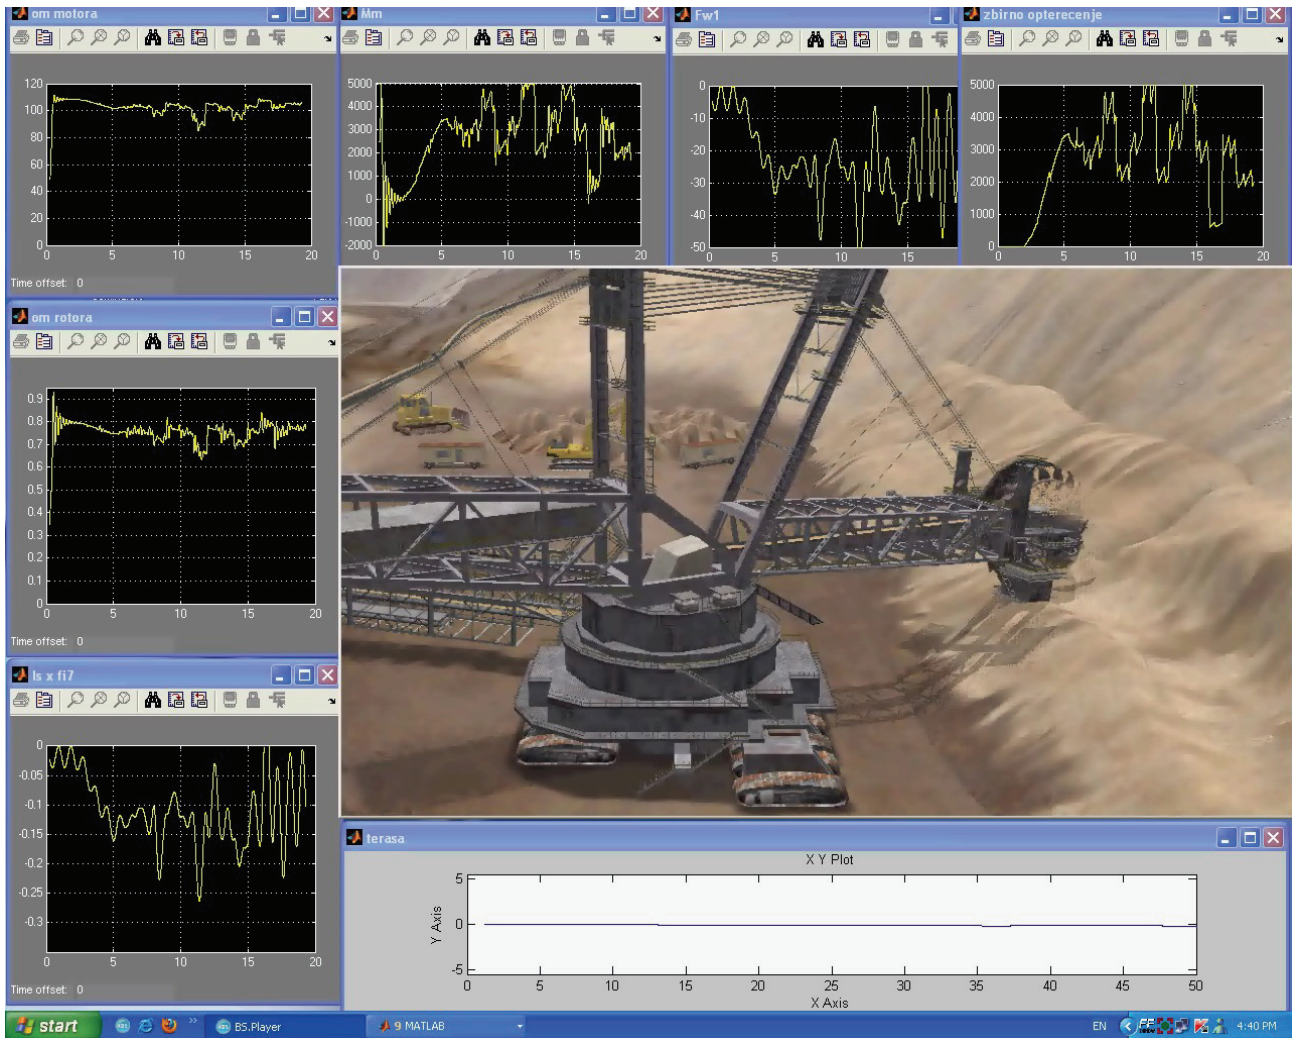 om motora
Mm
Fw1
zbirno opterecenje
120
100
80
60
40
20
0
0 5 10 15 20
Time offset: 0
5000
4000
3000
2000
1000
0
-1000
-2000
0 5 10 15 20
0
-10
-20
-30
-40
-50
0 5 10 15
5000
4000
3000
2000
1000
0
0 5 10 15 20
om rotora
0.9
0.8
0.7
0.6
0.5
0.4
0.3
0.2
0.1
0
0 5 10 15 20
Time offset: 0
ls x fi7
0
-0.05
-0.1
-0.15
-0.2
-0.25
-0.3
0 5 10 15 20
Time offset: 0
terasa
X Y Plot
Y Axis
5
0
-5
0 5 10 15 20 25 30 35 40 45 50
X Axis
start
BS.Player
9 MATLAB
EN
4:40 PM